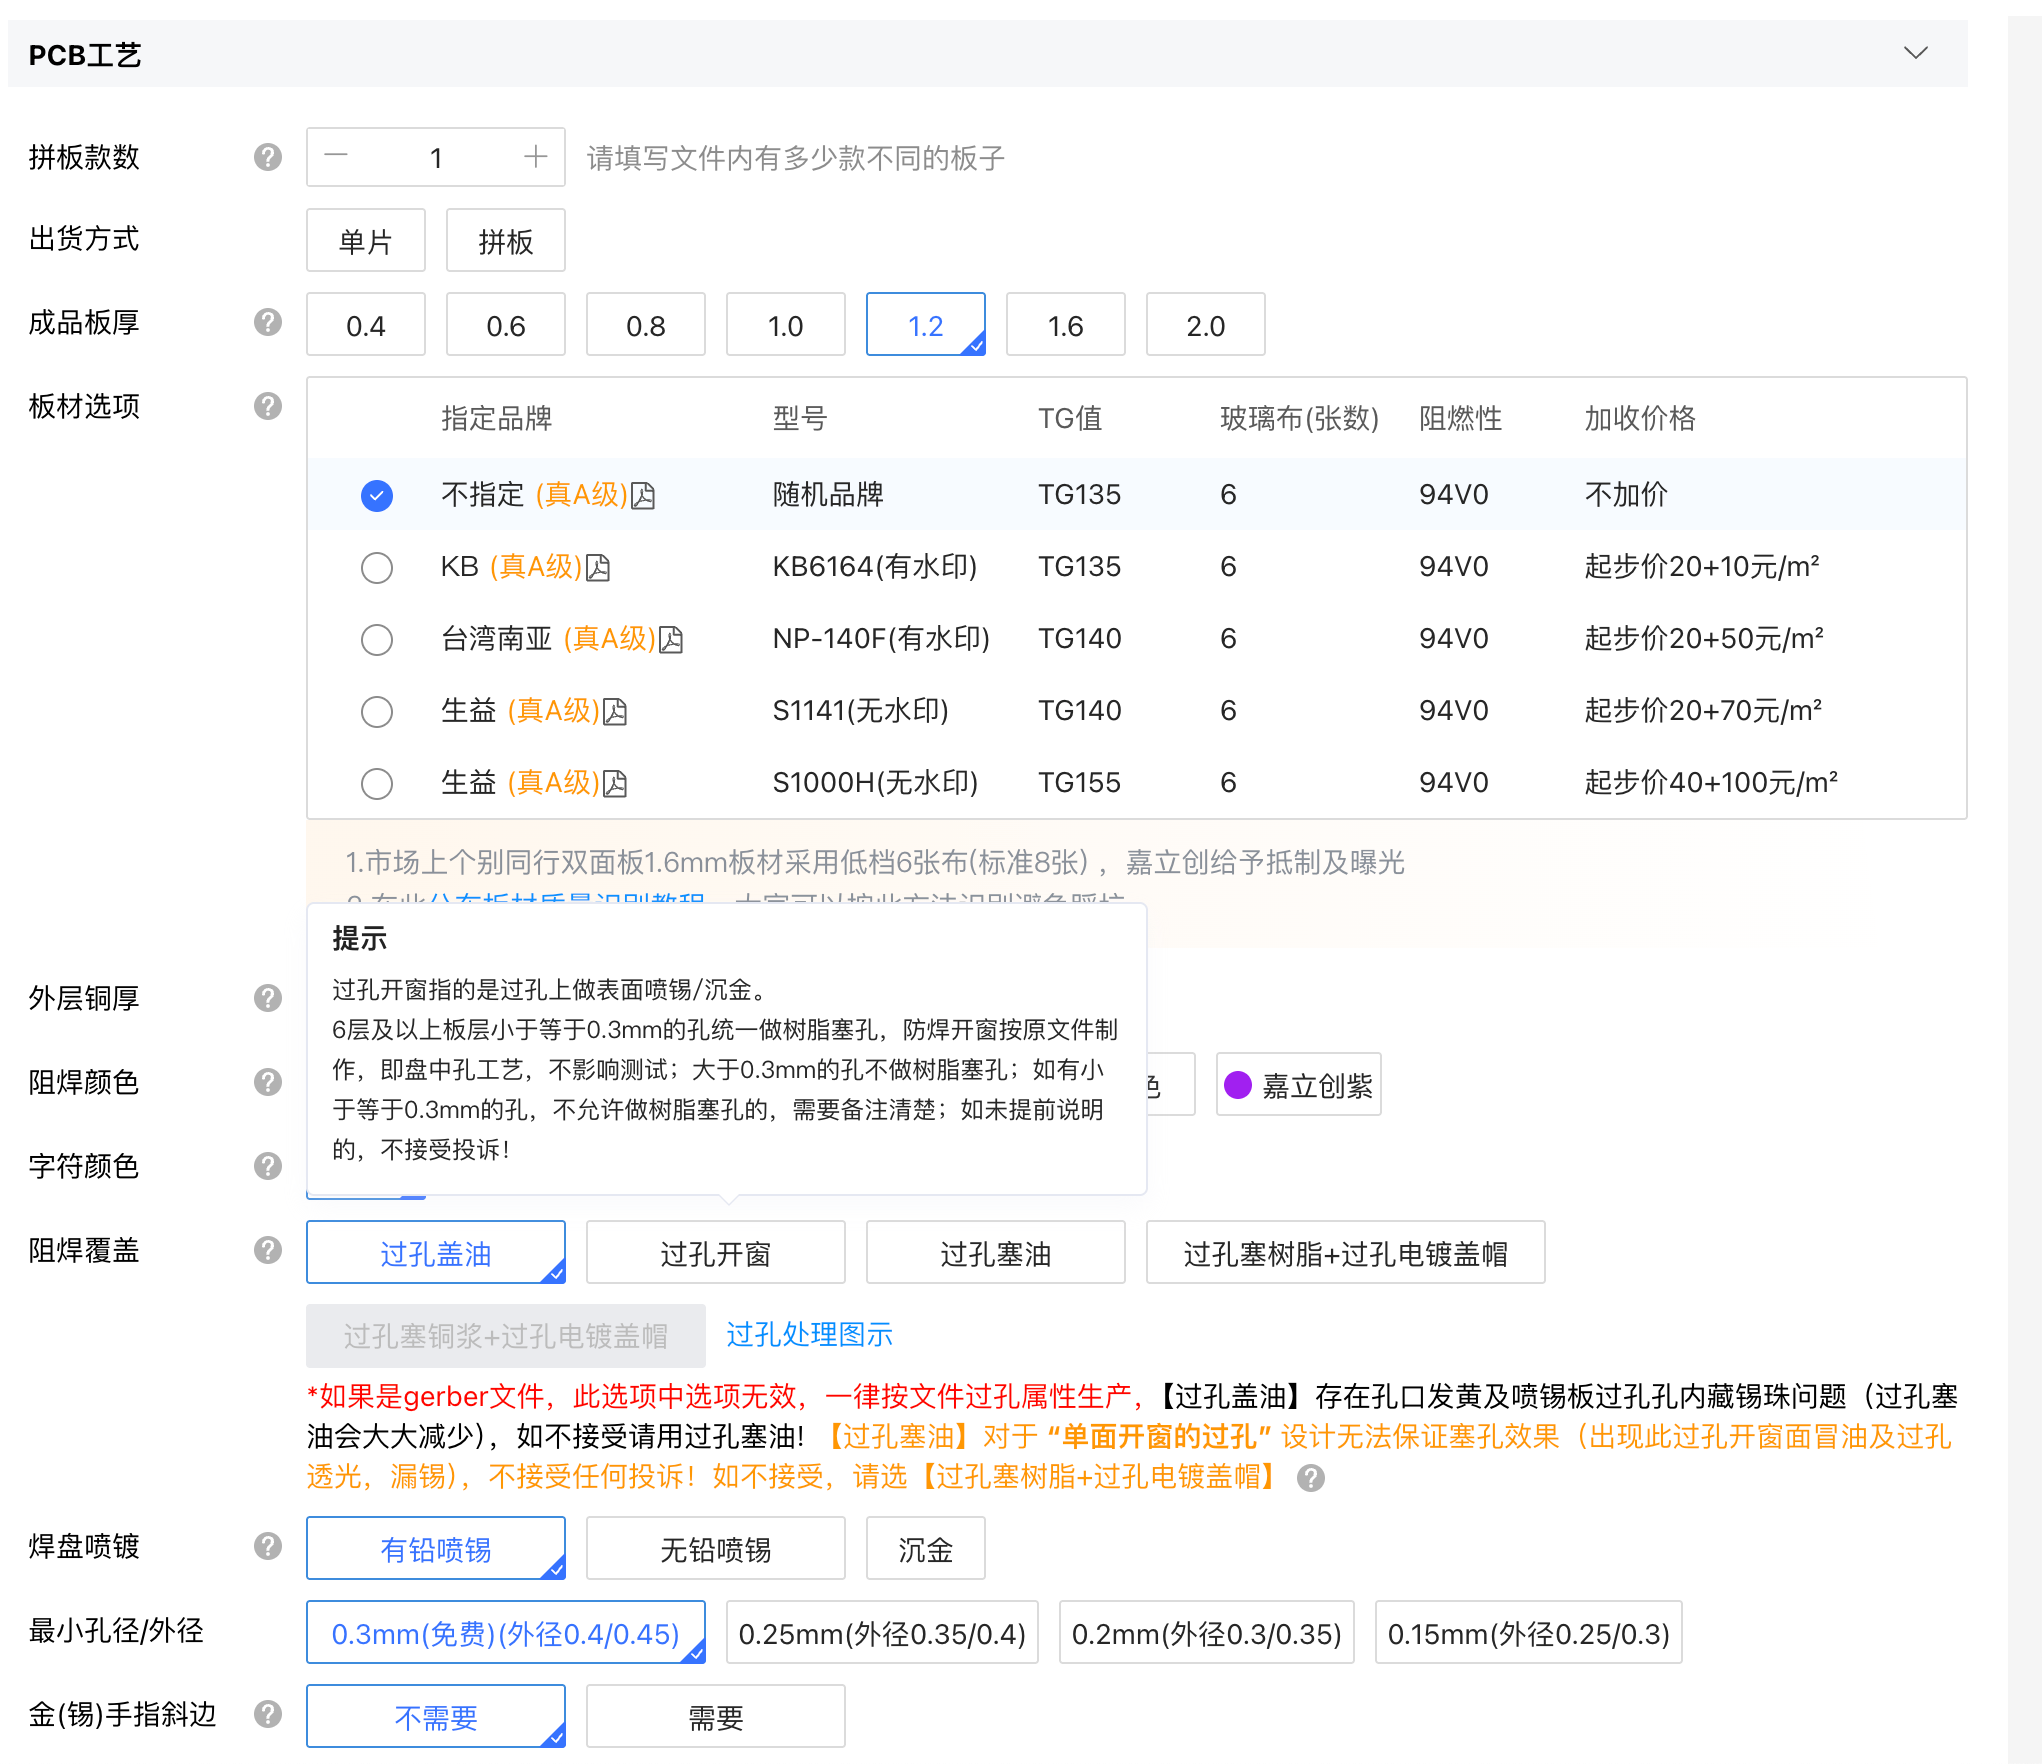 PCB工艺
拼板款数 ? 1 请填写文件内有多少款不同的板子
出货方式 单片 拼板
成品板厚 ? 0.4 0.6 0.8 1.0 1.2 1.6 2.0
板材选项 ? 指定品牌 型号 TG值 玻璃布(张数) 阻燃性 加收价格
不指定 (真A级) 随机品牌 TG135 6 94V0 不加价
KB (真A级) KB6164(有水印) TG135 6 94V0 起步价20+10元/m²
台湾南亚 (真A级) NP-140F(有水印) TG140 6 94V0 起步价20+50元/m²
生益 (真A级) S1141(无水印) TG140 6 94V0 起步价20+70元/m²
生益 (真A级) S1000H(无水印) TG155 6 94V0 起步价40+100元/m²
1.市场上个别同行双面板1.6mm板材采用低档6张布(标准8张) ，嘉立创给予抵制及曝光
提示
过孔开窗指的是过孔上做表面喷锡/沉金。
6层及以上板层小于等于0.3mm的孔统一做树脂塞孔，防焊开窗按原文件制
作，即盘中孔工艺，不影响测试；大于0.3mm的孔不做树脂塞孔；如有小
于等于0.3mm的孔，不允许做树脂塞孔的，需要备注清楚；如未提前说明
的，不接受投诉！
外层铜厚 ?
阻焊颜色 ? 色 嘉立创紫
字符颜色 ?
阻焊覆盖 ? 过孔盖油 过孔开窗 过孔塞油 过孔塞树脂+过孔电镀盖帽
过孔塞铜浆+过孔电镀盖帽 过孔处理图示
*如果是gerber文件，此选项中选项无效，一律按文件过孔属性生产，【过孔盖油】存在孔口发黄及喷锡板过孔孔内藏锡珠问题（过孔塞
油会大大减少），如不接受请用过孔塞油! 【过孔塞油】对于 “单面开窗的过孔” 设计无法保证塞孔效果（出现此过孔开窗面冒油及过孔
透光，漏锡），不接受任何投诉！如不接受，请选【过孔塞树脂+过孔电镀盖帽】 ?
焊盘喷镀 ? 有铅喷锡 无铅喷锡 沉金
最小孔径/外径 0.3mm(免费)(外径0.4/0.45) 0.25mm(外径0.35/0.4) 0.2mm(外径0.3/0.35) 0.15mm(外径0.25/0.3)
金(锡)手指斜边 ? 不需要 需要